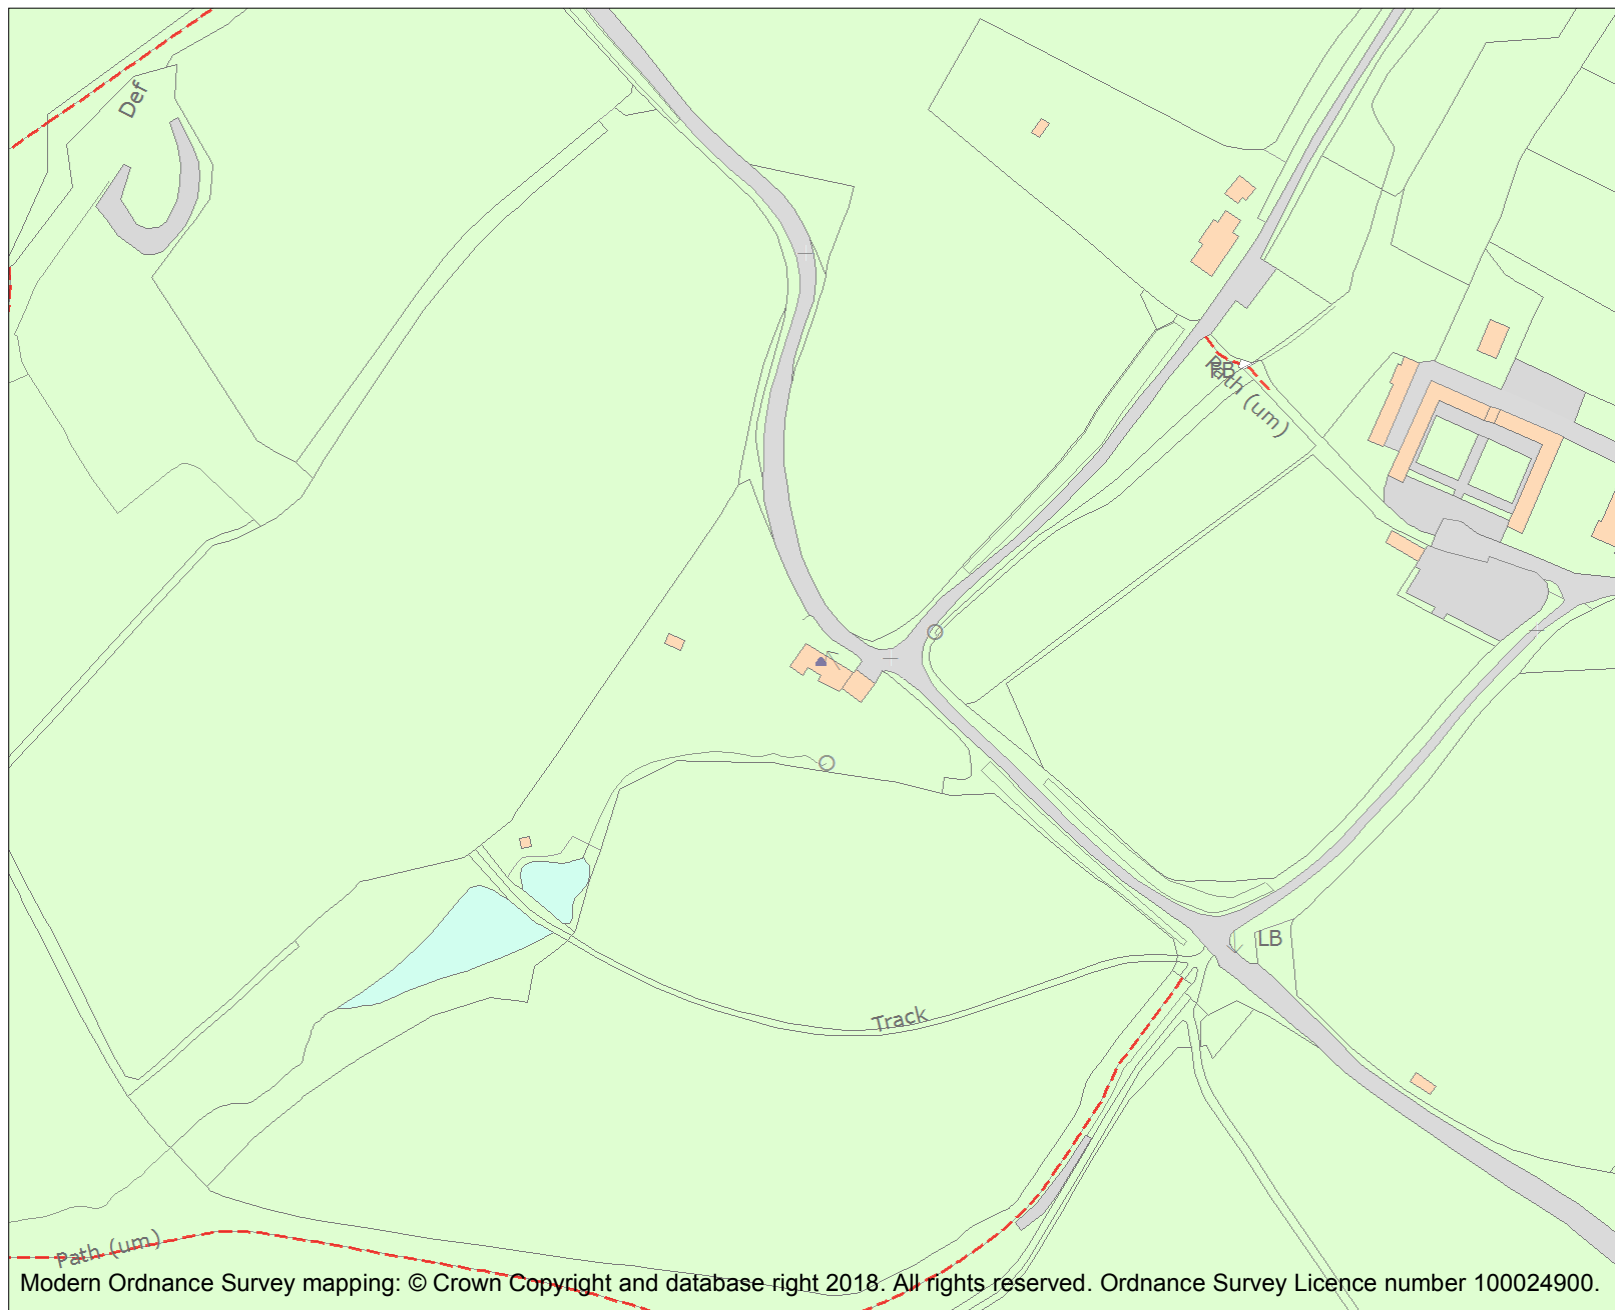 Def
Path (um)
LB
Track
Path (um)
Modern Ordnance Survey mapping: © Crown Copyright and database right 2018. All rights reserved. Ordnance Survey Licence number 100024900.